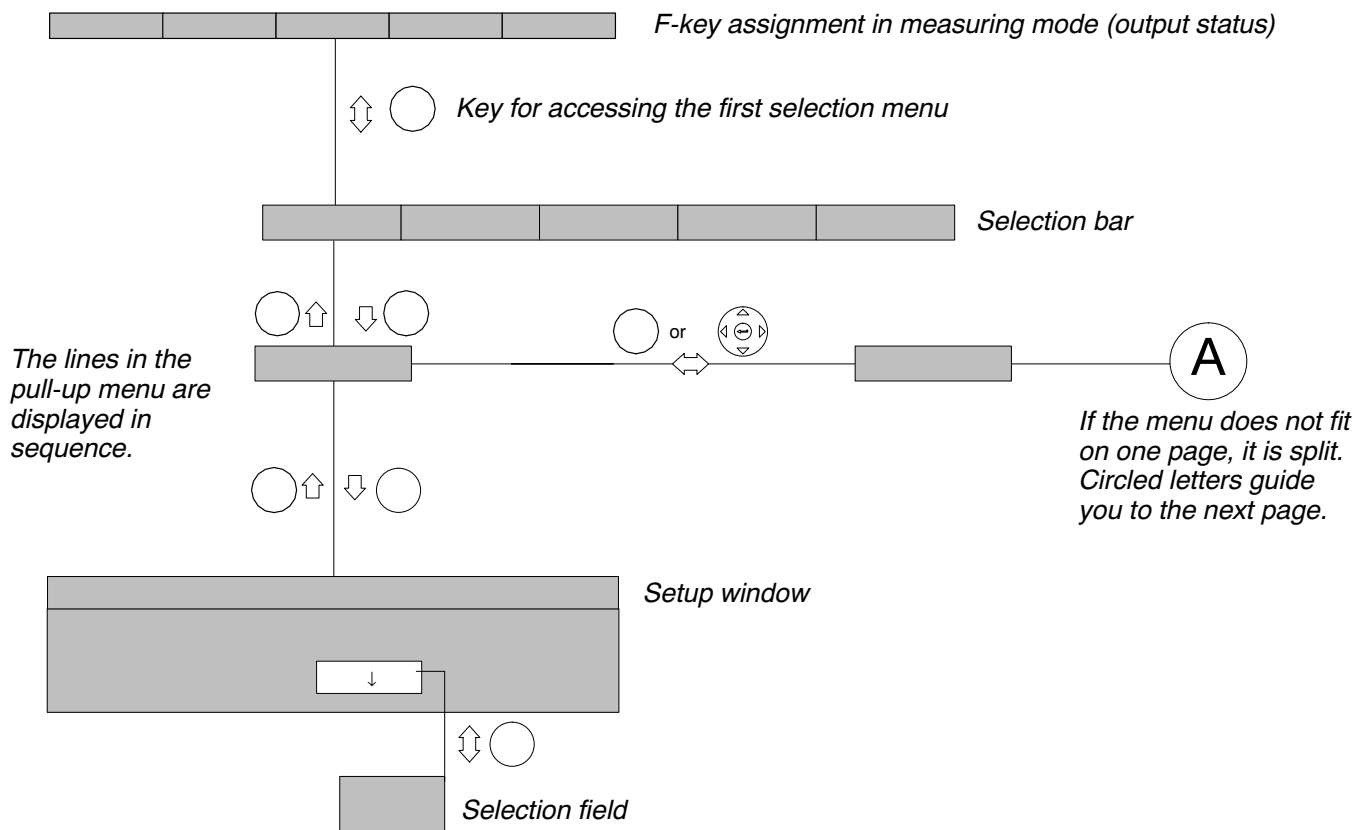 F-key assignment in measuring mode (output status)
Key for accessing the first selection menu
Selection bar
or
The lines in the
pull-up menu are
displayed in
sequence.
A
If the menu does not fit
on one page, it is split.
Circled letters guide
you to the next page.
Setup window
↓
Selection field